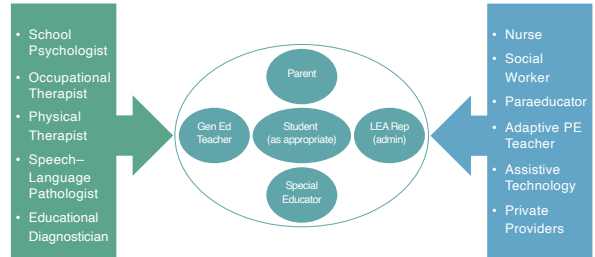 • School
Psychologist
• Occupational
Therapist
• Physical
Therapist
• Speech–
Language
Pathologist
• Educational
Diagnostician
Parent
Gen Ed
Teacher
Student
(as appropriate)
LEA Rep
(admin)
Special
Educator
• Nurse
• Social
Worker
• Paraeducator
• Adaptive PE
Teacher
• Assistive
Technology
• Private
Providers